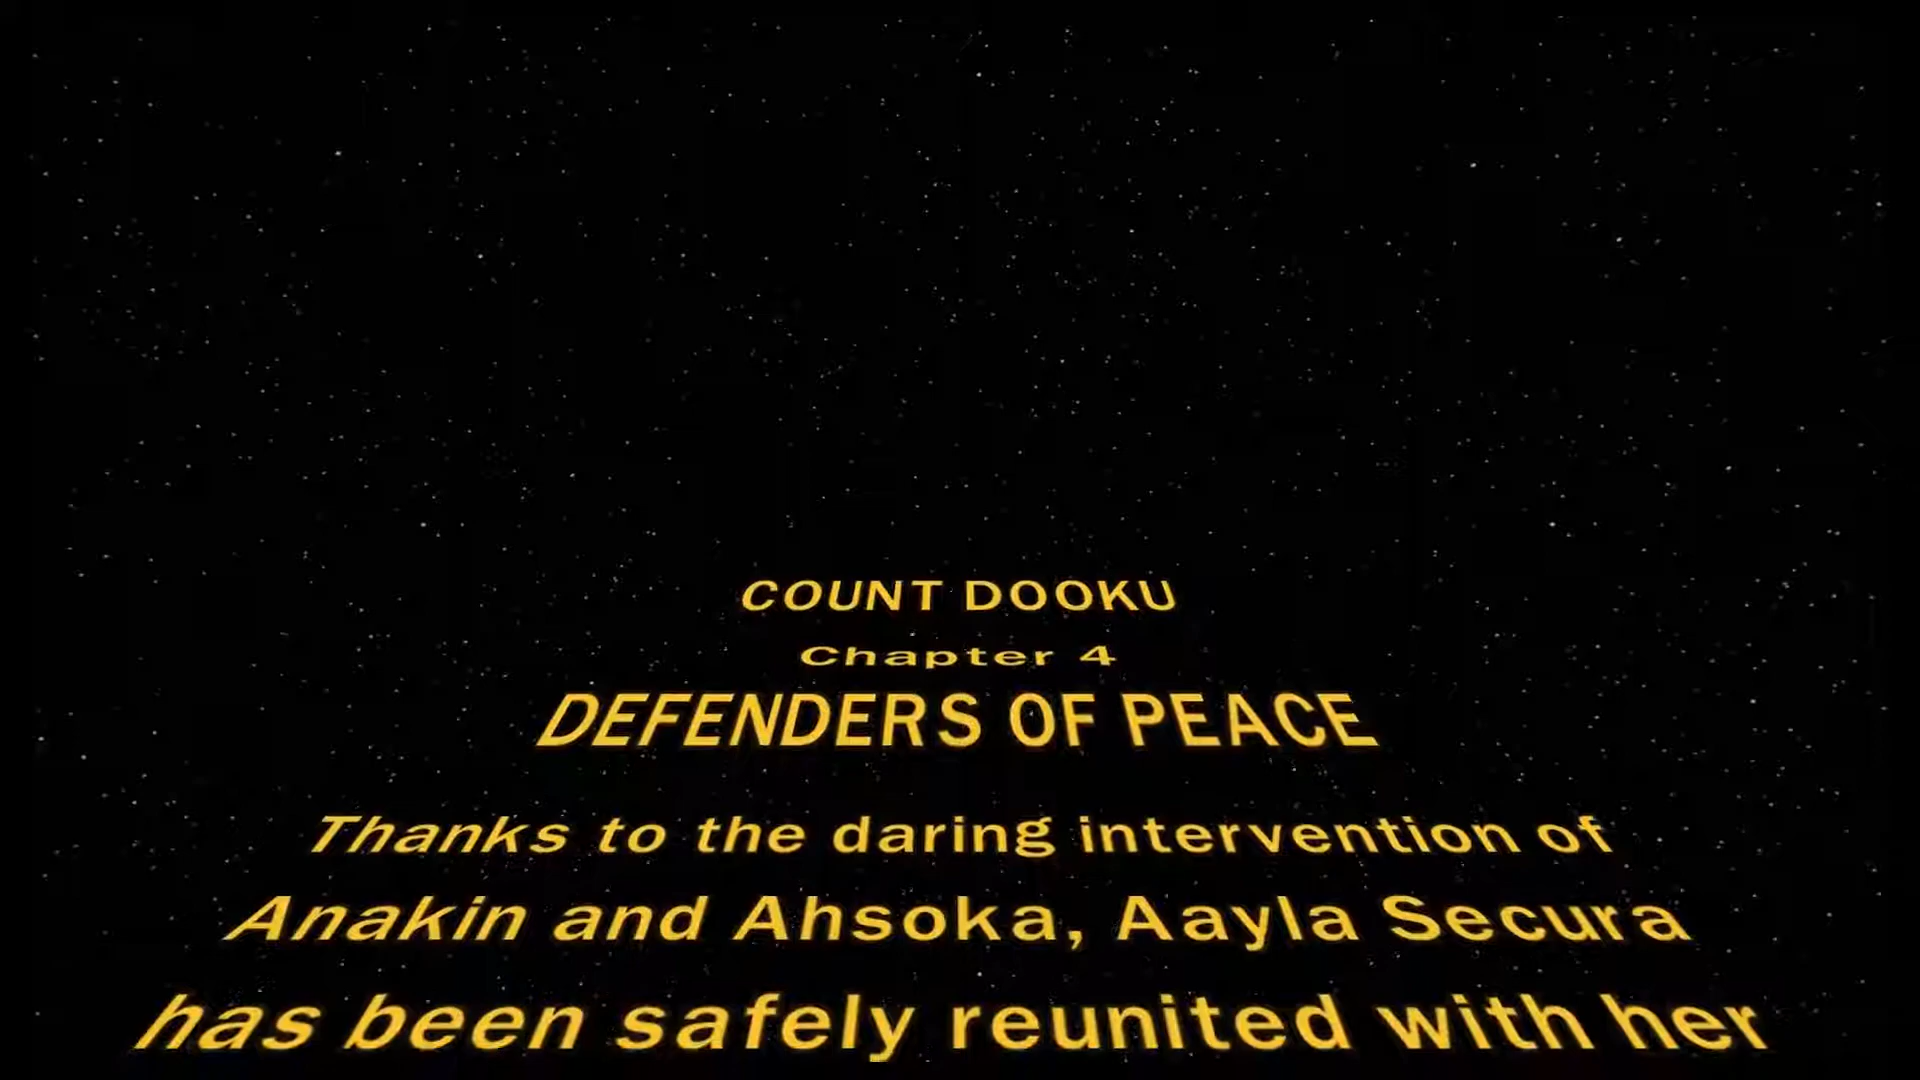 COUNT DOOKU
Chapter 4
DEFENDERS OF PEACE
Thanks to the daring intervention of
Anakin and Ahsoka, Aayla Secura
has been safely reunited with her